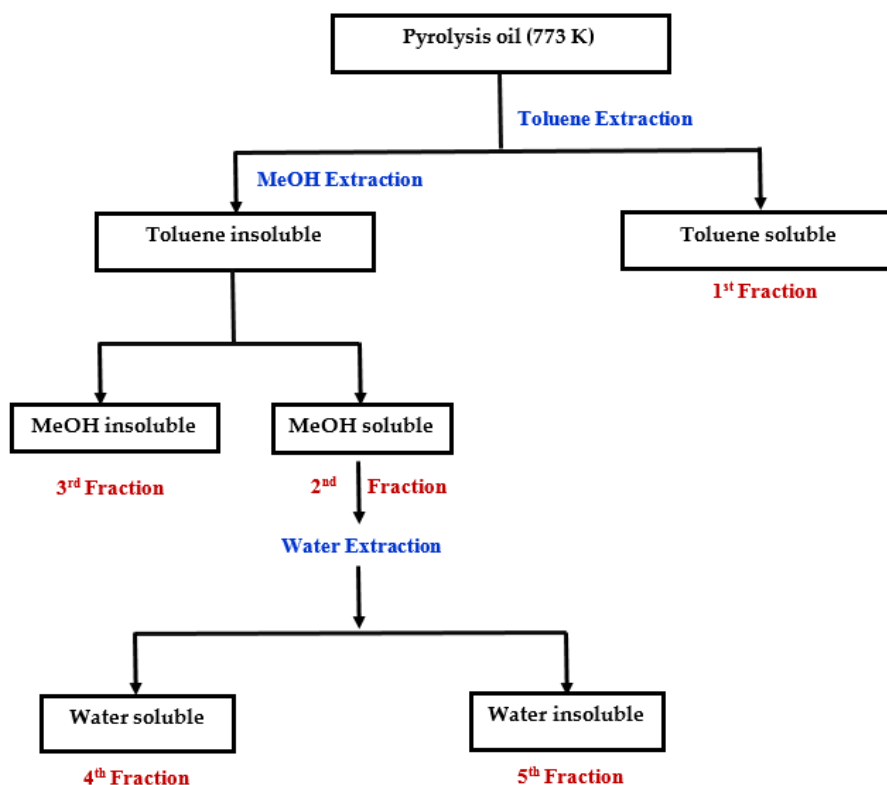 Pyrolysis oil (773 K)
Toluene Extraction
MeOH Extraction
Toluene insoluble
Toluene soluble
1st Fraction
MeOH insoluble
MeOH soluble
3rd Fraction
2nd Fraction
Water Extraction
Water soluble
Water insoluble
4th Fraction
5th Fraction